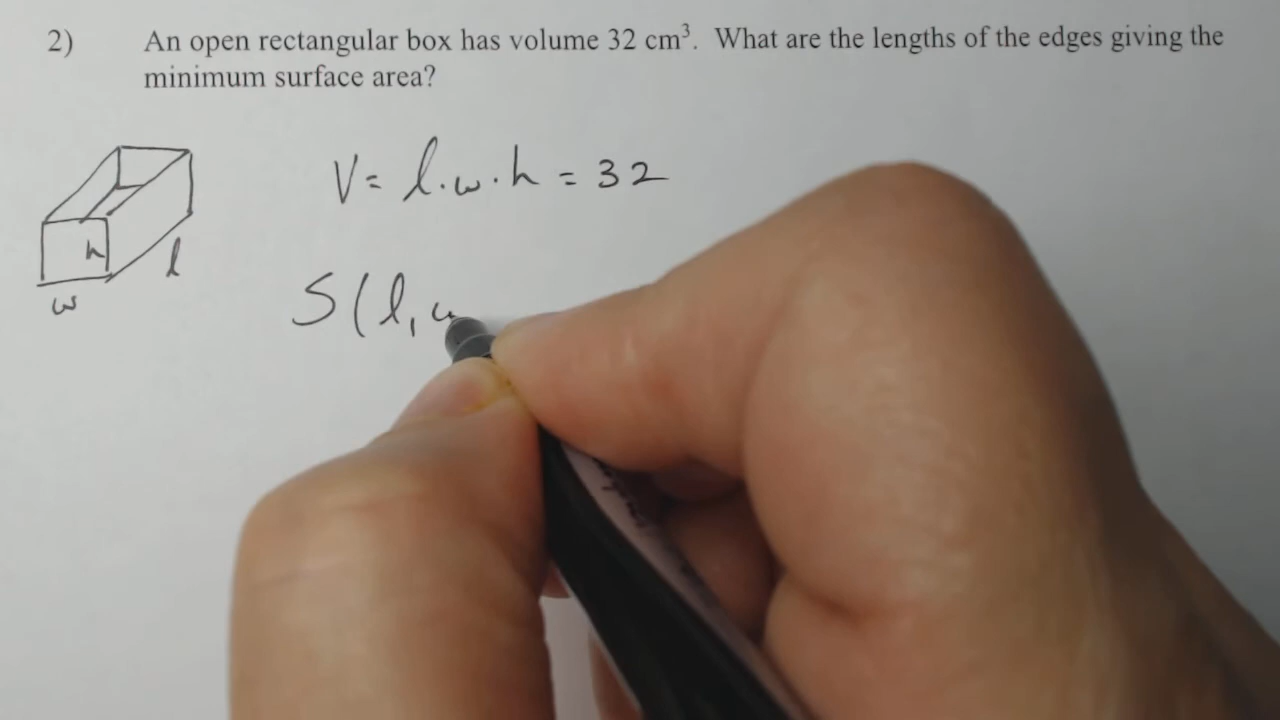 2) An open rectangular box has volume 32 cm³. What are the lengths of the edges giving the
minimum surface area?
V = l·w·h = 32
h
l
w
S(l,